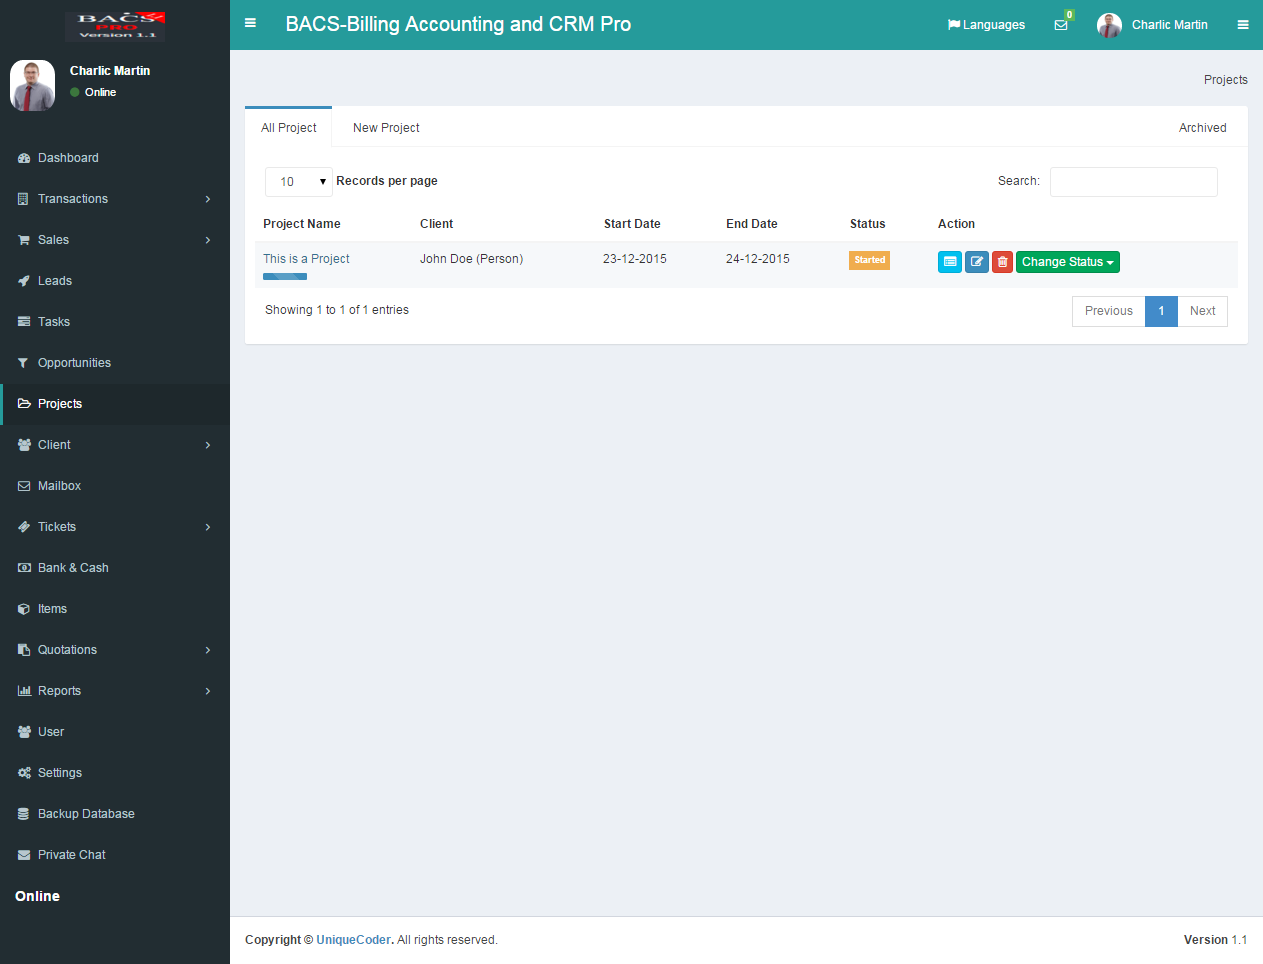 BACS
PRO
Version 1.1
BACS-Billing Accounting and CRM Pro
Languages
0
Charlic Martin
Charlic Martin
Online
Dashboard
Transactions
Sales
Leads
Tasks
Opportunities
Projects
Client
Mailbox
Tickets
Bank & Cash
Items
Quotations
Reports
User
Settings
Backup Database
Private Chat
Online
Projects
All Project New Project Archived
10 Records per page Search:
Project Name Client Start Date End Date Status Action
This is a Project John Doe (Person) 23-12-2015 24-12-2015 Started Change Status
Showing 1 to 1 of 1 entries Previous 1 Next
Copyright © UniqueCoder. All rights reserved. Version 1.1